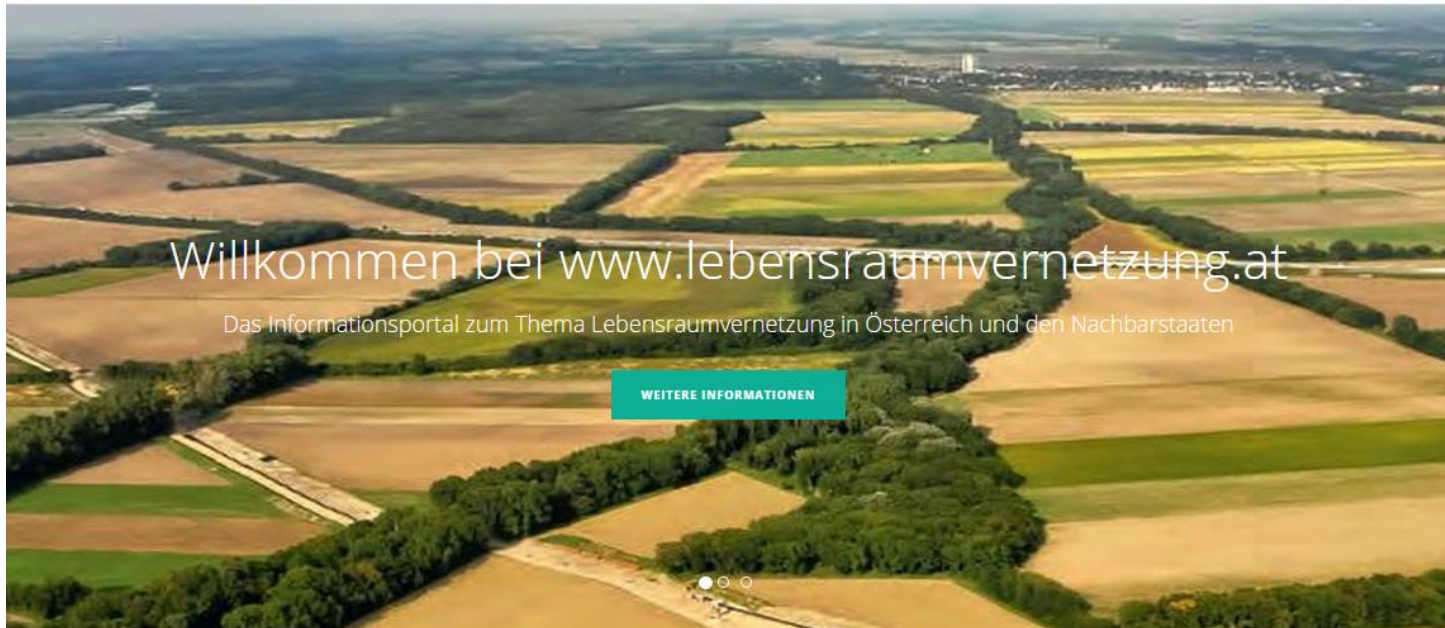 Willkommen bei www.lebensraumvernetzung.at
Das Informationsportal zum Thema Lebensraumvernetzung in Österreich und den Nachbarstaaten
WEITERE INFORMATIONEN